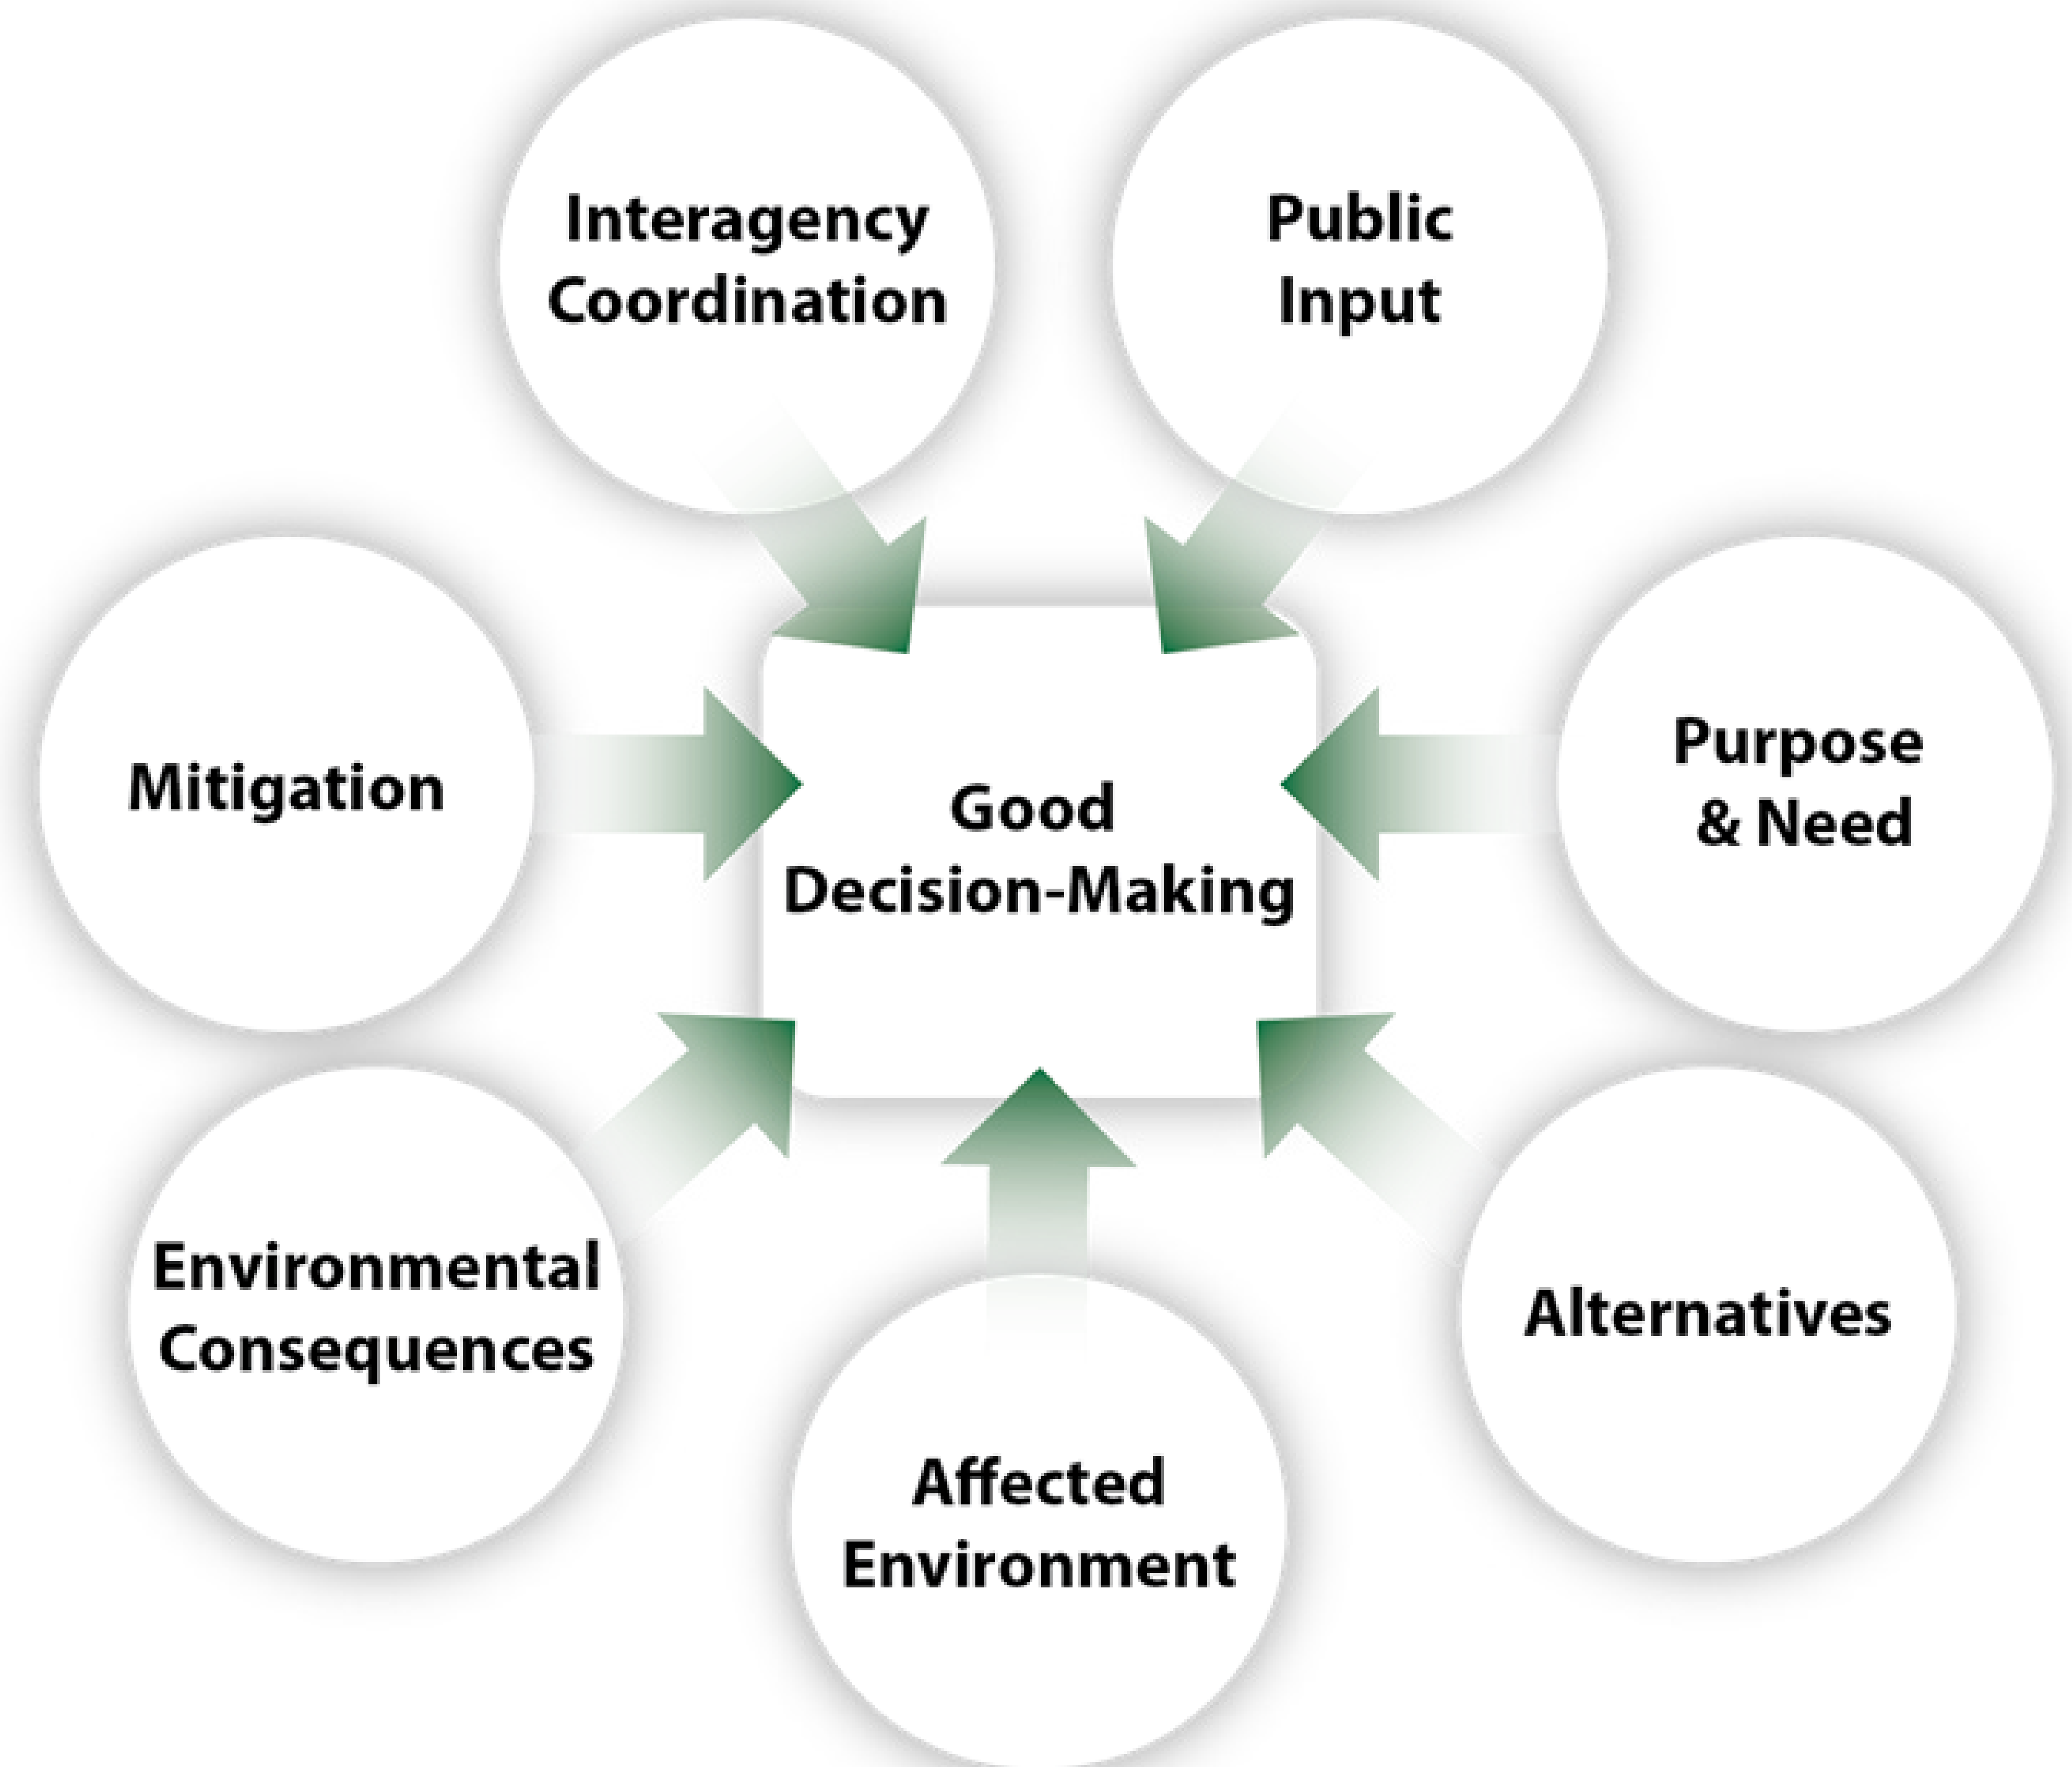 Interagency
Coordination
Public
Input
Mitigation
Good
Decision-Making
Purpose
& Need
Environmental
Consequences
Affected
Environment
Alternatives